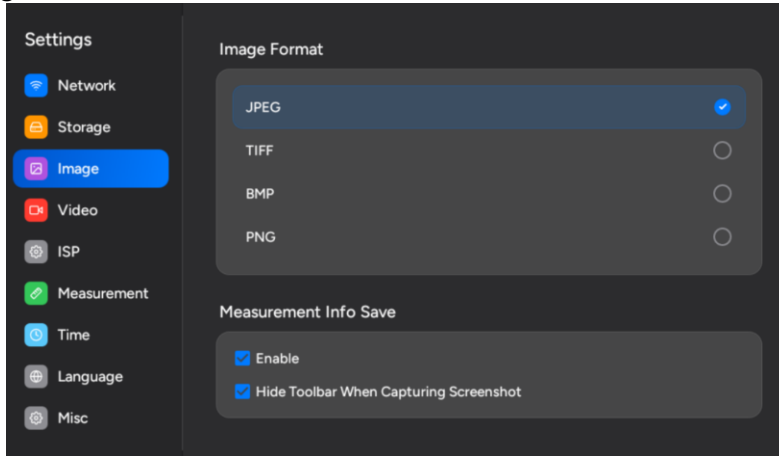 Settings
Network
Storage
Image
Video
ISP
Measurement
Time
Language
Misc
Image Format
JPEG
TIFF
BMP
PNG
Measurement Info Save
Enable
Hide Toolbar When Capturing Screenshot